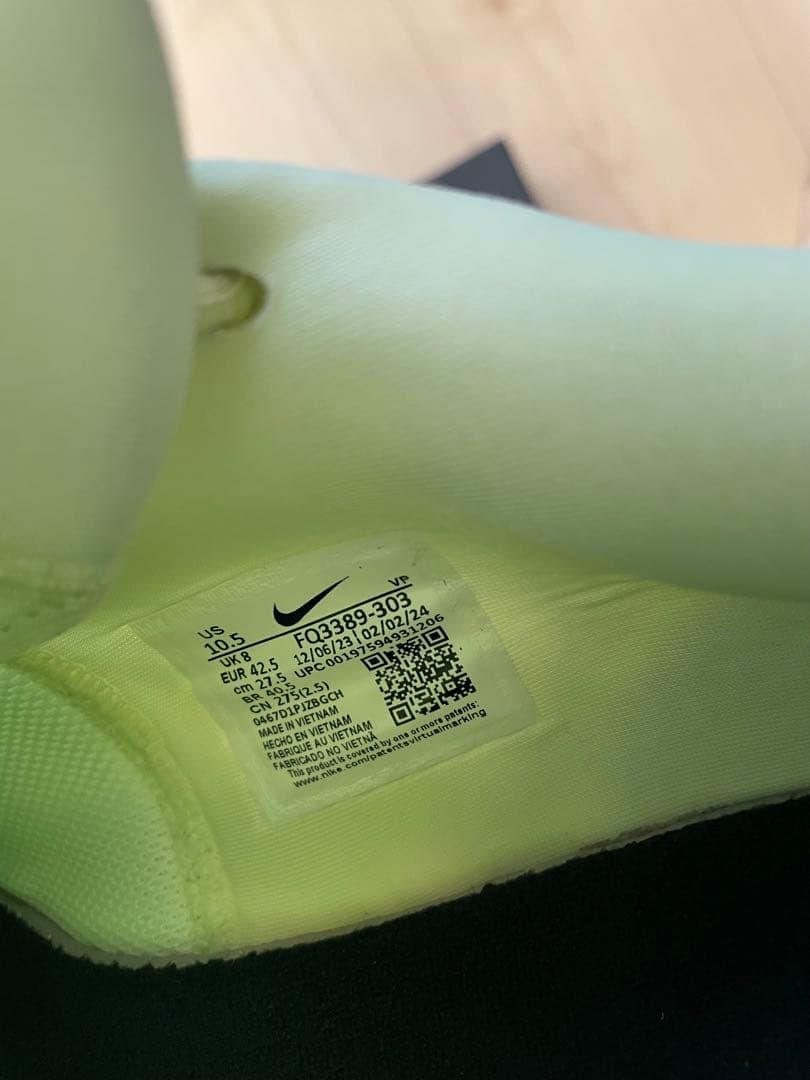 VP
US
10.5
FQ3389-303
UK 8
12/06/23 | 02/02/24
EUR 42.5
UPC 00197594931206
cm 27.5
BR 40.5
CN 275(2.5)
0467D1PJZBGCH
MADE IN VIETNAM
HECHO EN VIETNAM
FABRIQUE AU VIETNAM
FABRICADO NO VIETNÃ
This product is covered by one or more patents:
www.nike.com/patentsvirtualmarking